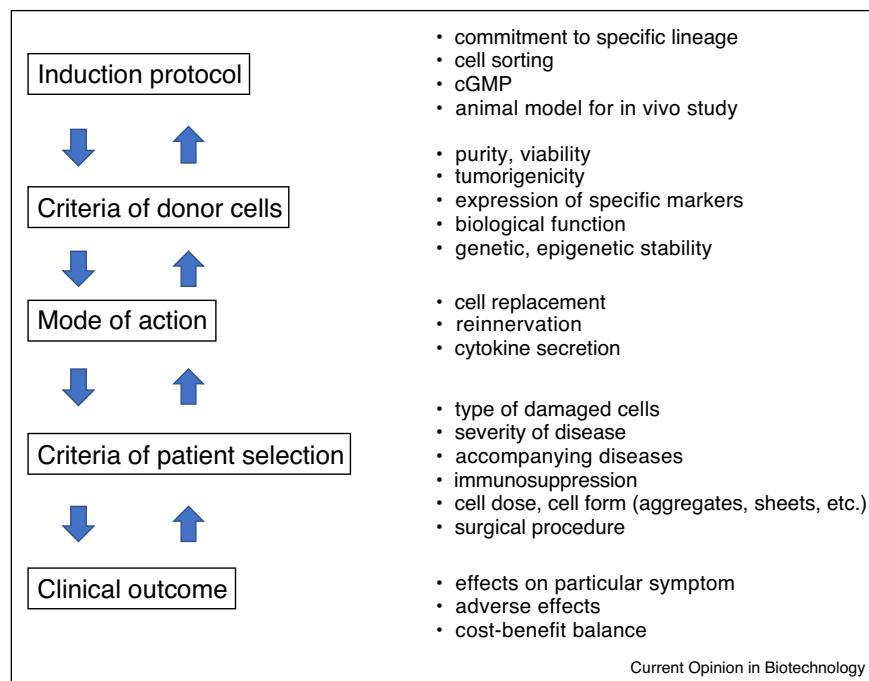 Induction protocol
・commitment to specific lineage
・cell sorting
・cGMP
・animal model for in vivo study
Criteria of donor cells
・purity, viability
・tumorigenicity
・expression of specific markers
・biological function
・genetic, epigenetic stability
Mode of action
・cell replacement
・reinnervation
・cytokine secretion
Criteria of patient selection
・type of damaged cells
・severity of disease
・accompanying diseases
・immunosuppression
・cell dose, cell form (aggregates, sheets, etc.)
・surgical procedure
Clinical outcome
・effects on particular symptom
・adverse effects
・cost-benefit balance
Current Opinion in Biotechnology